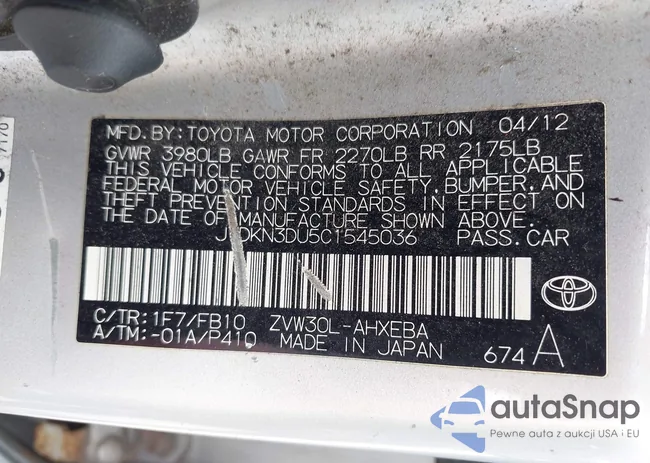 MFD. BY: TOYOTA MOTOR CORPORATION 04/12
GVWR 3980LB GAWR FR 2270LB RR 2175LB
THIS VEHICLE CONFORMS TO ALL APPLICABLE
FEDERAL MOTOR VEHICLE SAFETY, BUMPER, AND
THEFT PREVENTION STANDARDS IN EFFECT ON
THE DATE OF MANUFACTURE SHOWN ABOVE.
JTDKN3DU5C1545036 PASS. CAR
C/TR: 1F7/FB10 ZVW30L-AHXEBA
A/TM: -01A/P410 MADE IN JAPAN
674 A
autaSnap
Pewne auta z aukcji USA i EU